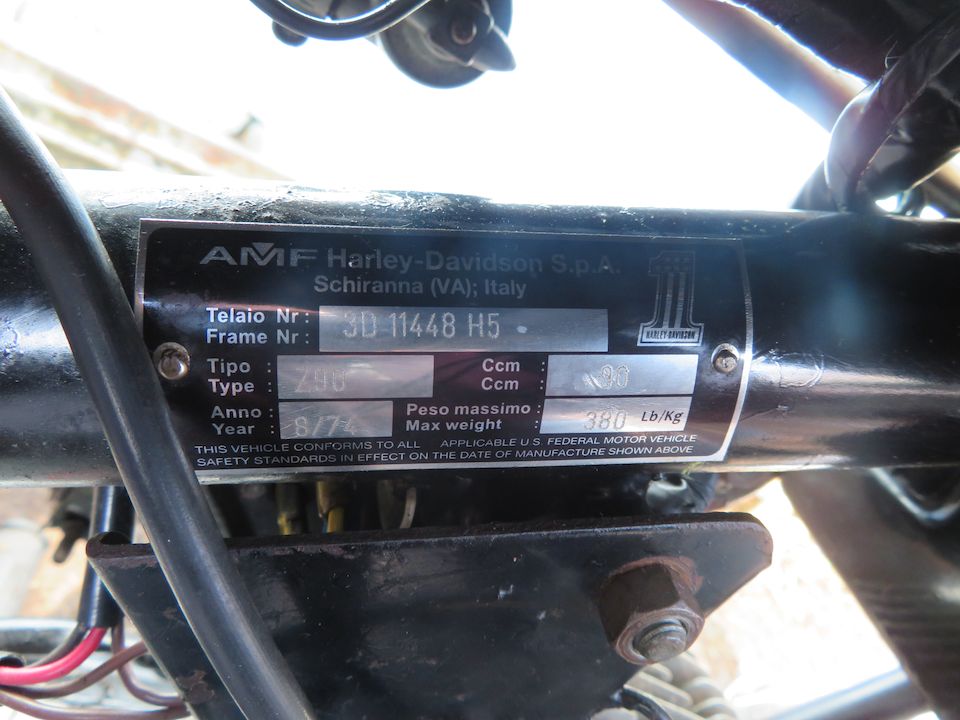 AMF Harley-Davidson S.p.A.
Schiranna (VA); Italy
Telaio Nr : 3D 11448 H5
Frame Nr :
Tipo : Z90
Type :
Ccm : 90
Ccm
Anno : 8/74
Year :
Peso massimo : 380 Lb/Kg
Max weight
1
HARLEY-DAVIDSON
THIS VEHICLE CONFORMS TO ALL APPLICABLE U.S. FEDERAL MOTOR VEHICLE
SAFETY STANDARDS IN EFFECT ON THE DATE OF MANUFACTURE SHOWN ABOVE